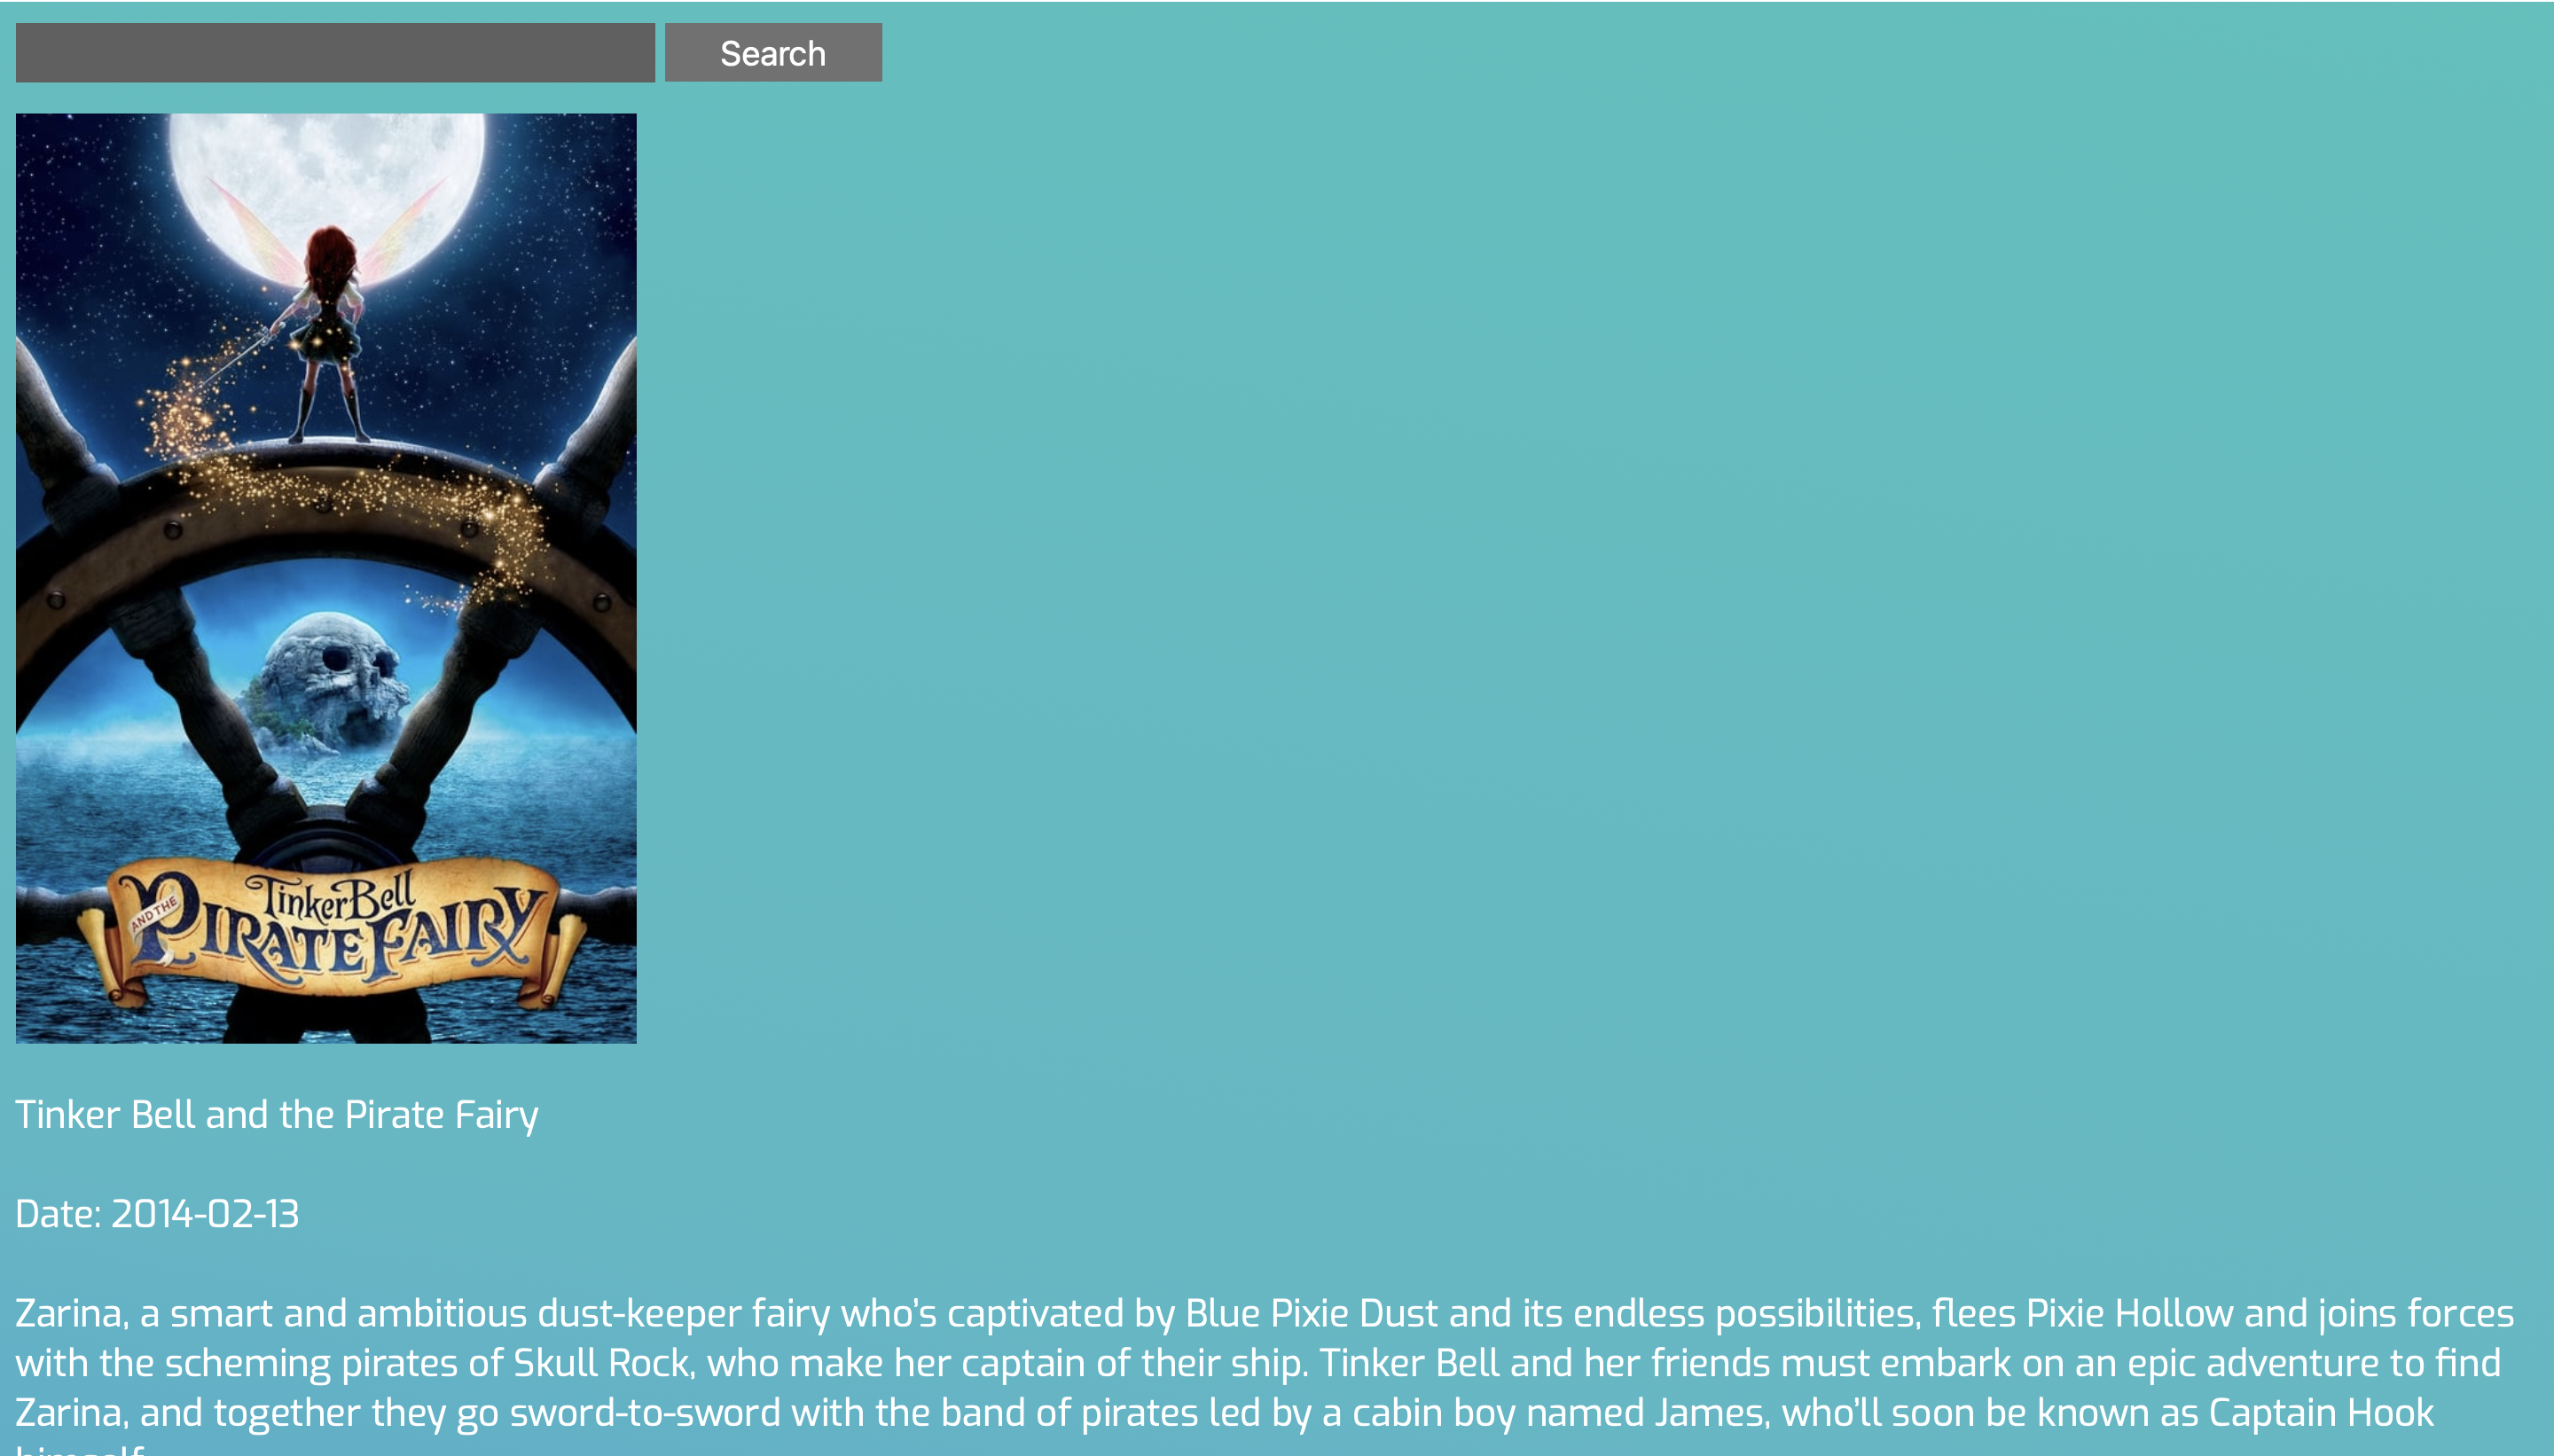 Search
Tinker Bell
AND THE
PIRATE FAIRY
Tinker Bell and the Pirate Fairy
Date: 2014-02-13
Zarina, a smart and ambitious dust-keeper fairy who’s captivated by Blue Pixie Dust and its endless possibilities, flees Pixie Hollow and joins forces
with the scheming pirates of Skull Rock, who make her captain of their ship. Tinker Bell and her friends must embark on an epic adventure to find
Zarina, and together they go sword-to-sword with the band of pirates led by a cabin boy named James, who’ll soon be known as Captain Hook